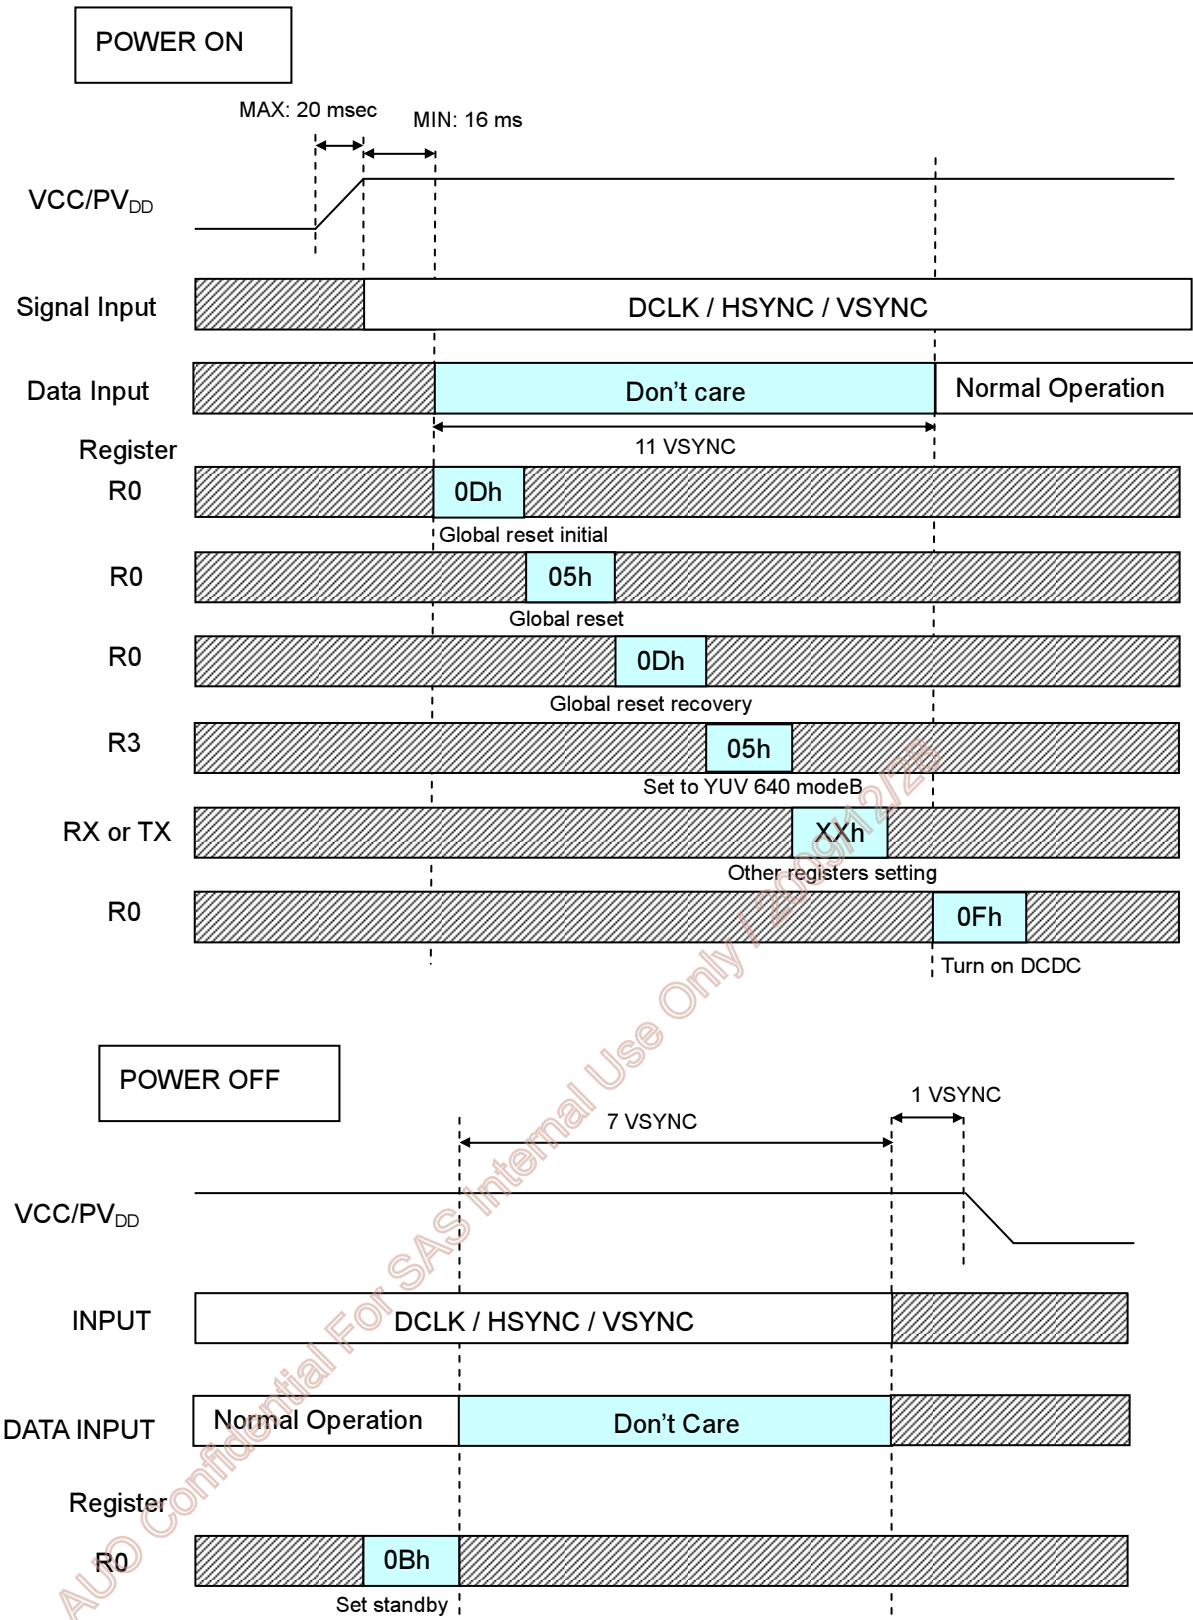 POWER ON
MAX: 20 msec
MIN: 16 ms
VCC/PVDD
Signal Input
DCLK / HSYNC / VSYNC
Data Input
Don't care
Normal Operation
11 VSYNC
Register
R0
0Dh
Global reset initial
R0
05h
Global reset
R0
0Dh
Global reset recovery
R3
05h
Set to YUV 640 modeB
RX or TX
XXh
Other registers setting
R0
0Fh
Turn on DCDC
POWER OFF
1 VSYNC
7 VSYNC
VCC/PVDD
INPUT
DCLK / HSYNC / VSYNC
DATA INPUT
Normal Operation
Don't Care
Register
R0
0Bh
Set standby
AUO Confidential For SAS Internal Use Only / 2009/12/28